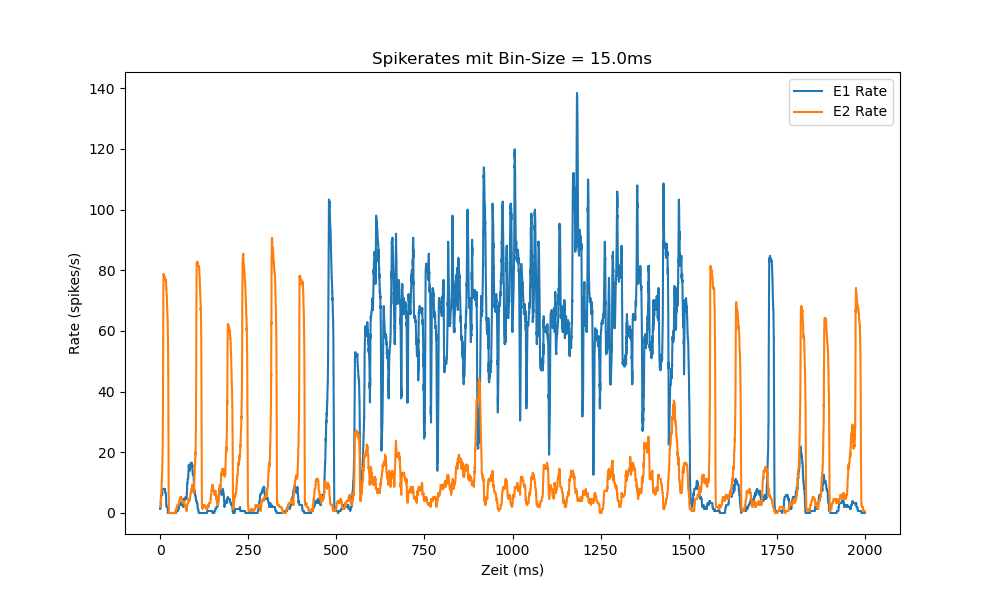 Spikerates mit Bin-Size = 15.0ms
E1 Rate
E2 Rate
140
120
100
80
60
40
20
0
Rate (spikes/s)
0 250 500 750 1000 1250 1500 1750 2000
Zeit (ms)